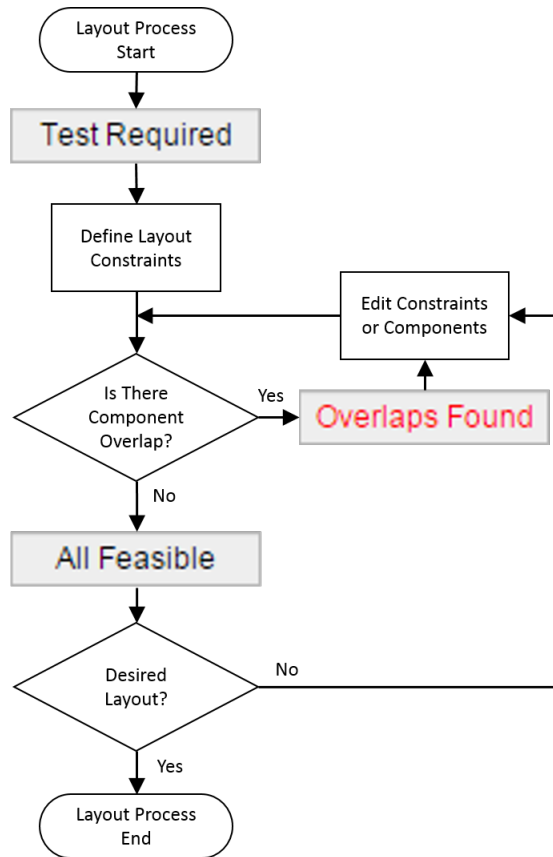 Layout Process
Start
Test Required
Define Layout
Constraints
Edit Constraints
or Components
Is There
Component
Overlap?
Yes
Overlaps Found
No
All Feasible
Desired
Layout?
No
Yes
Layout Process
End